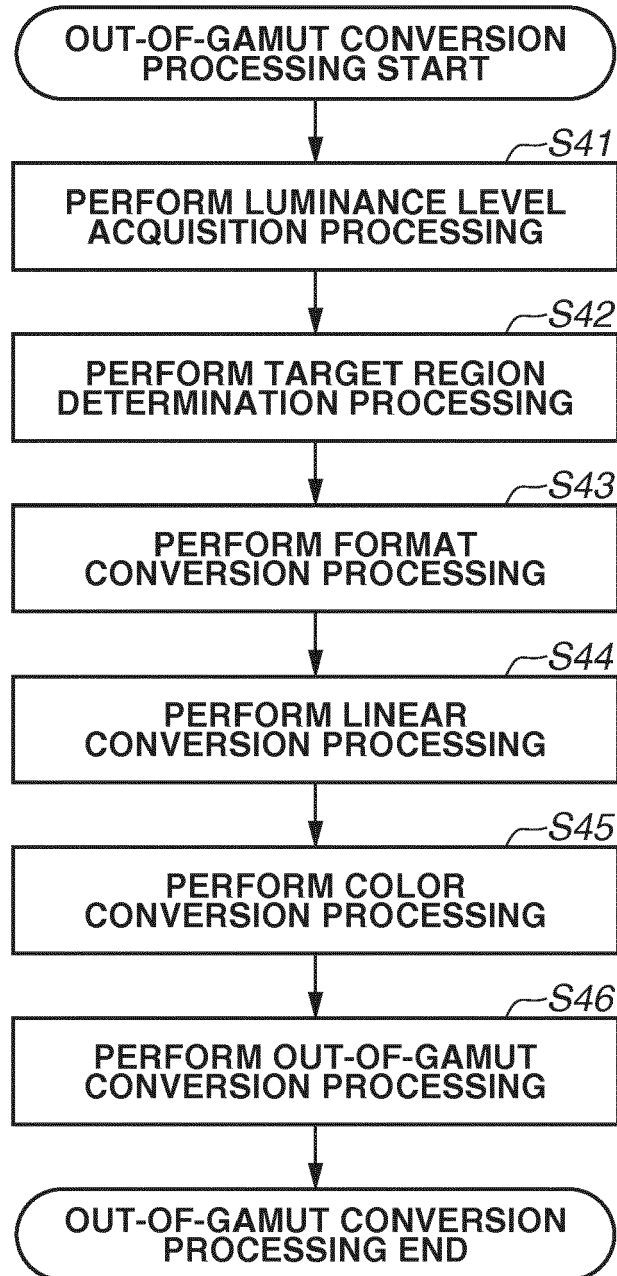 OUT-OF-GAMUT CONVERSION
PROCESSING START
S41
PERFORM LUMINANCE LEVEL
ACQUISITION PROCESSING
S42
PERFORM TARGET REGION
DETERMINATION PROCESSING
S43
PERFORM FORMAT
CONVERSION PROCESSING
S44
PERFORM LINEAR
CONVERSION PROCESSING
S45
PERFORM COLOR
CONVERSION PROCESSING
S46
PERFORM OUT-OF-GAMUT
CONVERSION PROCESSING
OUT-OF-GAMUT CONVERSION
PROCESSING END